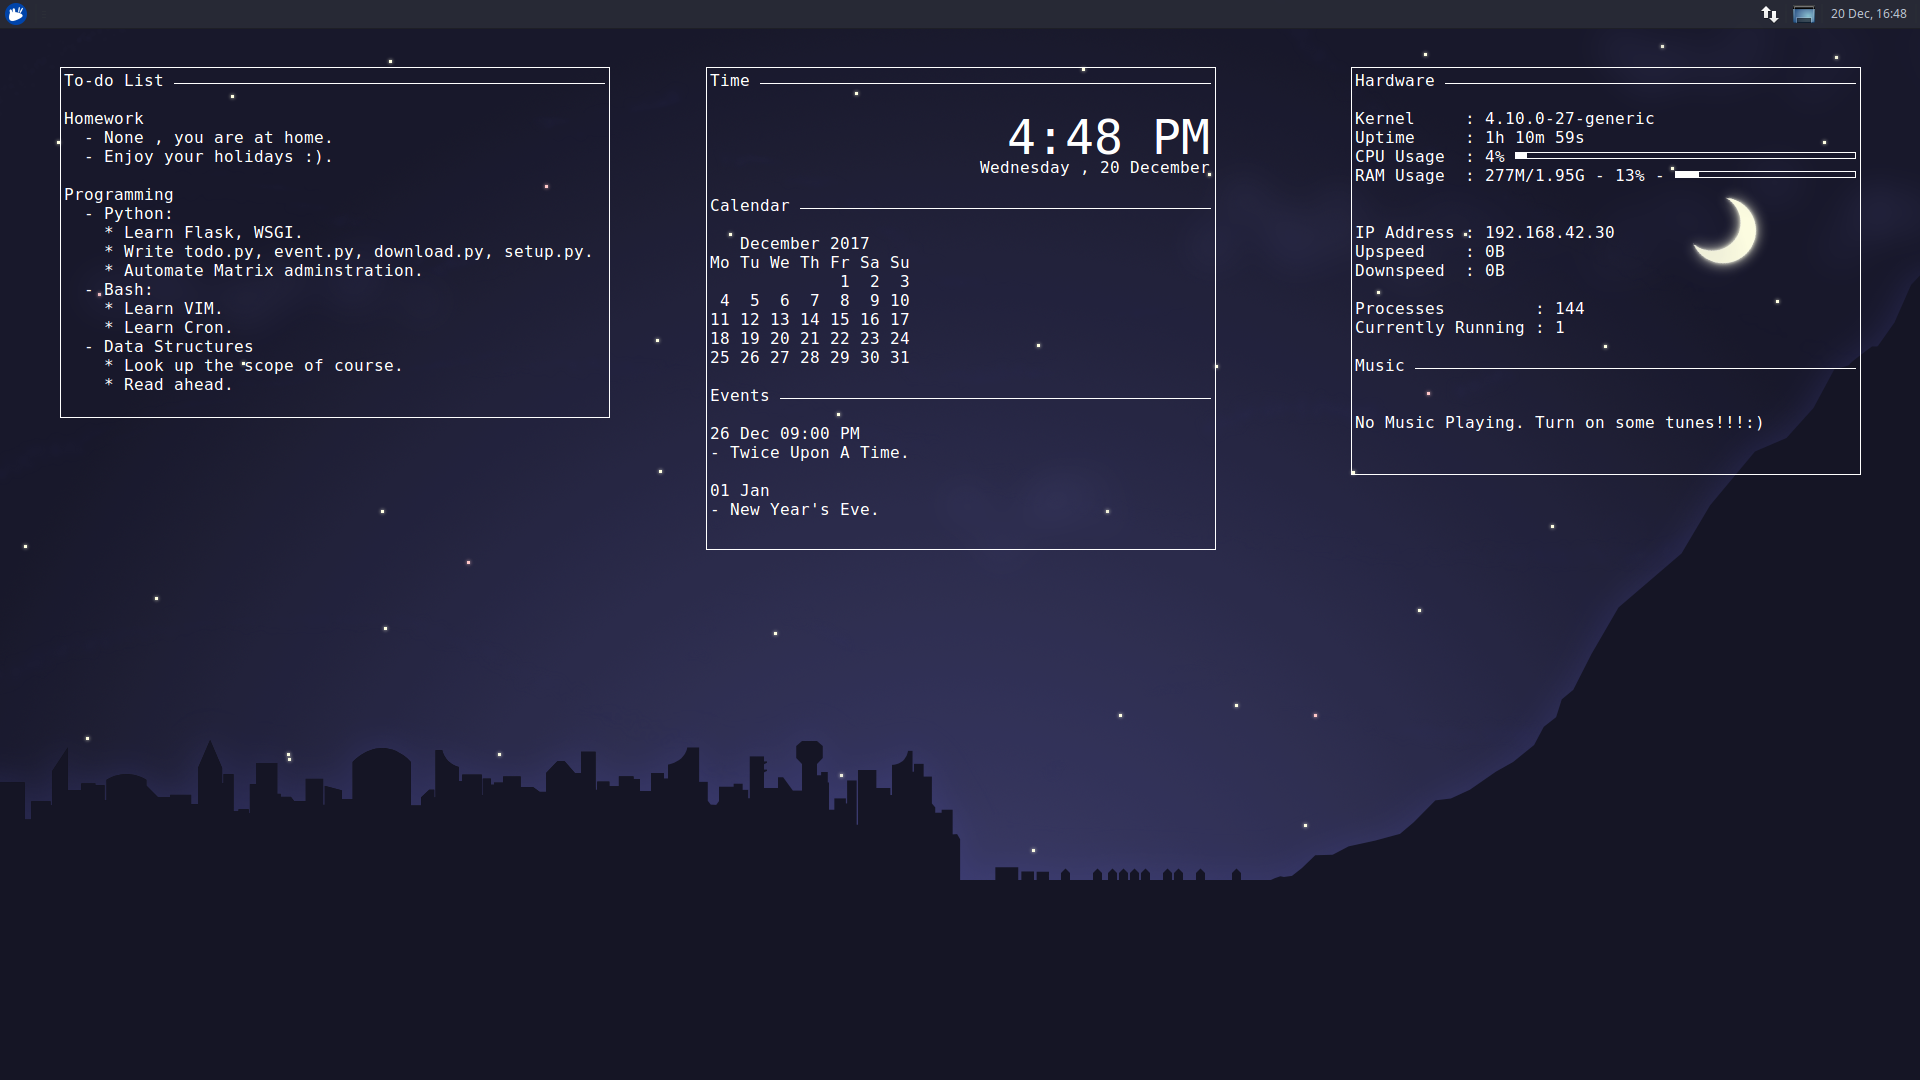 20 Dec, 16:48
To-do List
Homework
- None , you are at home.
- Enjoy your holidays :).
Programming
- Python:
* Learn Flask, WSGI.
* Write todo.py, event.py, download.py, setup.py.
* Automate Matrix adminstration.
- Bash:
* Learn VIM.
* Learn Cron.
- Data Structures
* Look up the scope of course.
* Read ahead.
Time
4:48 PM
Wednesday , 20 December
Calendar
December 2017
Mo Tu We Th Fr Sa Su
1 2 3
4 5 6 7 8 9 10
11 12 13 14 15 16 17
18 19 20 21 22 23 24
25 26 27 28 29 30 31
Events
26 Dec 09:00 PM
- Twice Upon A Time.
01 Jan
- New Year's Eve.
Hardware
Kernel : 4.10.0-27-generic
Uptime : 1h 10m 59s
CPU Usage : 4%
RAM Usage : 277M/1.95G - 13% -
IP Address : 192.168.42.30
Upspeed : 0B
Downspeed : 0B
Processes : 144
Currently Running : 1
Music
No Music Playing. Turn on some tunes!!!:)